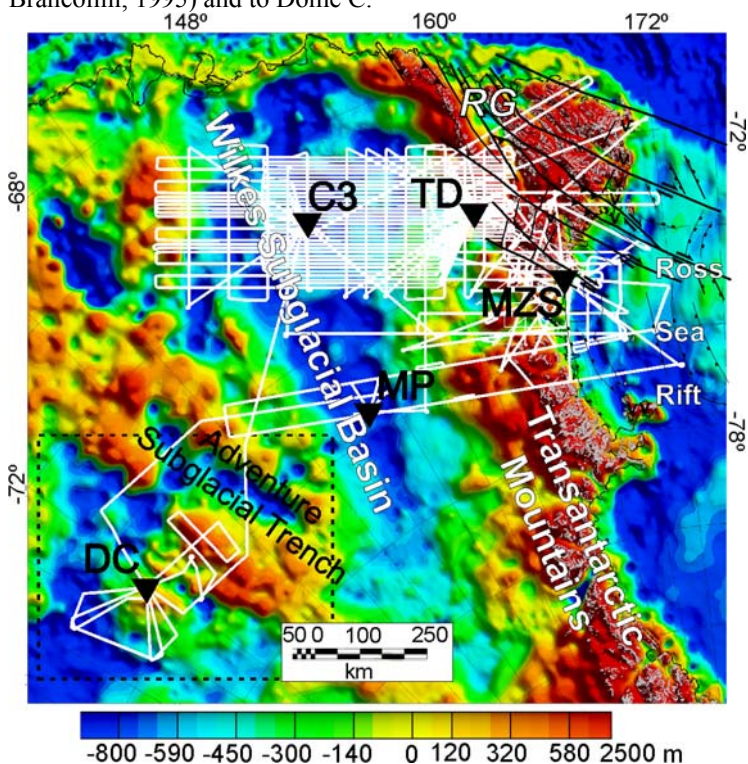 Brancolini, 1995) and to Dome C.
148º 160º 172º
RG
-72º
-68º
Wilkes Subglacial Basin
C3
TD
Ross
MZS
Sea
MP
Rift
-78º
-72º
Adventure
Subglacial Trench
Transantarctic
Mountains
DC
50 0 100 250
km
-800 -590 -450 -300 -140 0 120 320 580 2500 m